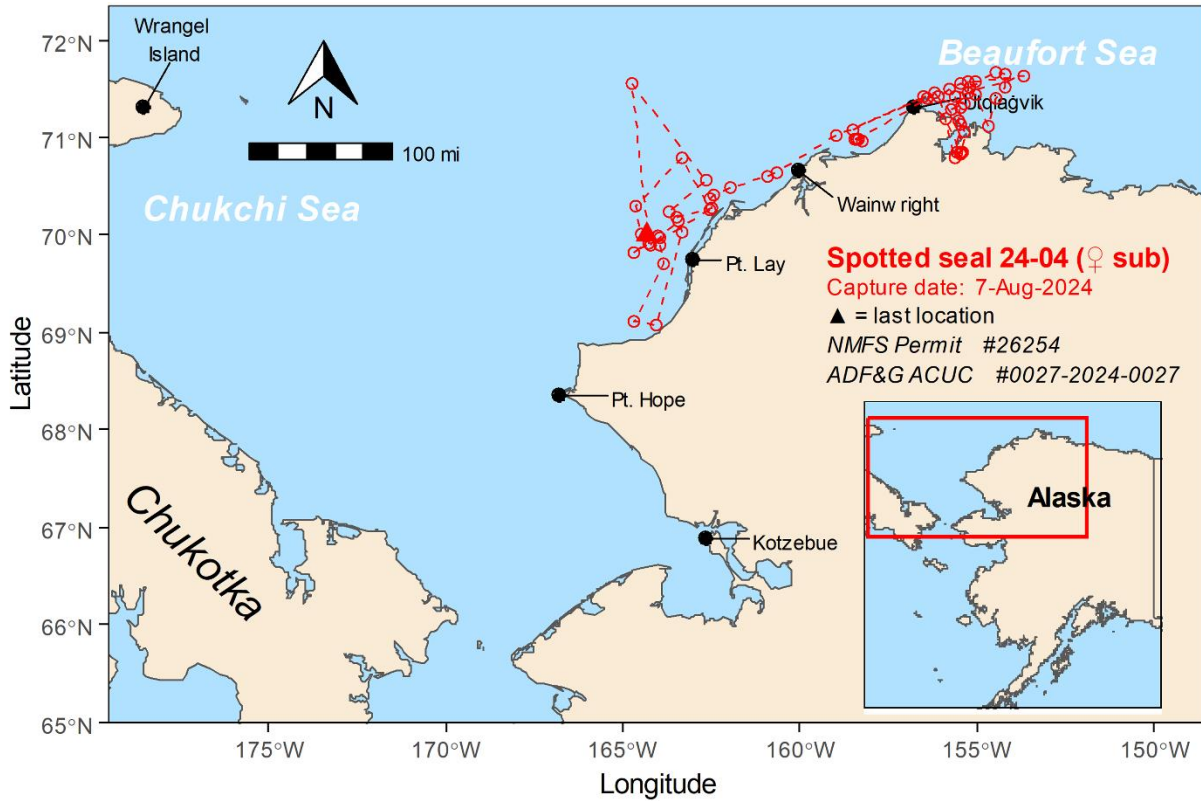 72°N
71°N
70°N
69°N
68°N
67°N
66°N
65°N
Latitude
175°W
170°W
165°W
160°W
155°W
150°W
Longitude
Wrangel
Island
N
100 mi
Beaufort Sea
Chukchi Sea
Utqiaġvik
Wainw right
Pt. Lay
Pt. Hope
Kotzebue
Chukotka
Spotted seal 24-04 (♀ sub)
Capture date: 7-Aug-2024
▲ = last location
NMFS Permit #26254
ADF&G ACUC #0027-2024-0027
Alaska